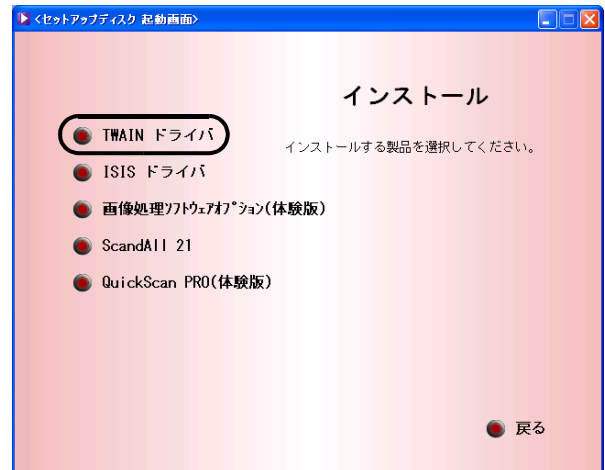 <セットアップディスク 起動画面>
インストール
インストールする製品を選択してください。
TWAIN ドライバ
ISIS ドライバ
画像処理ソフトウェアオプション(体験版)
ScandAll 21
QuickScan PRO(体験版)
戻る